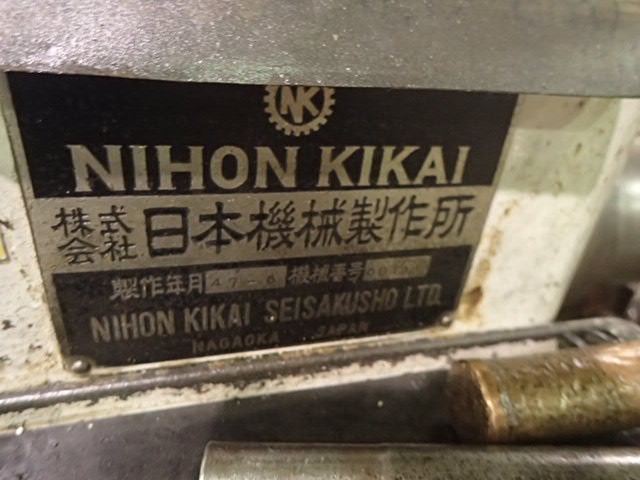 NK
NIHON KIKAI
株式会社 日本機械製作所
製作年月 47-6 機械番号
NIHON KIKAI SEISAKUSHO LTD.
NAGAOKA JAPAN